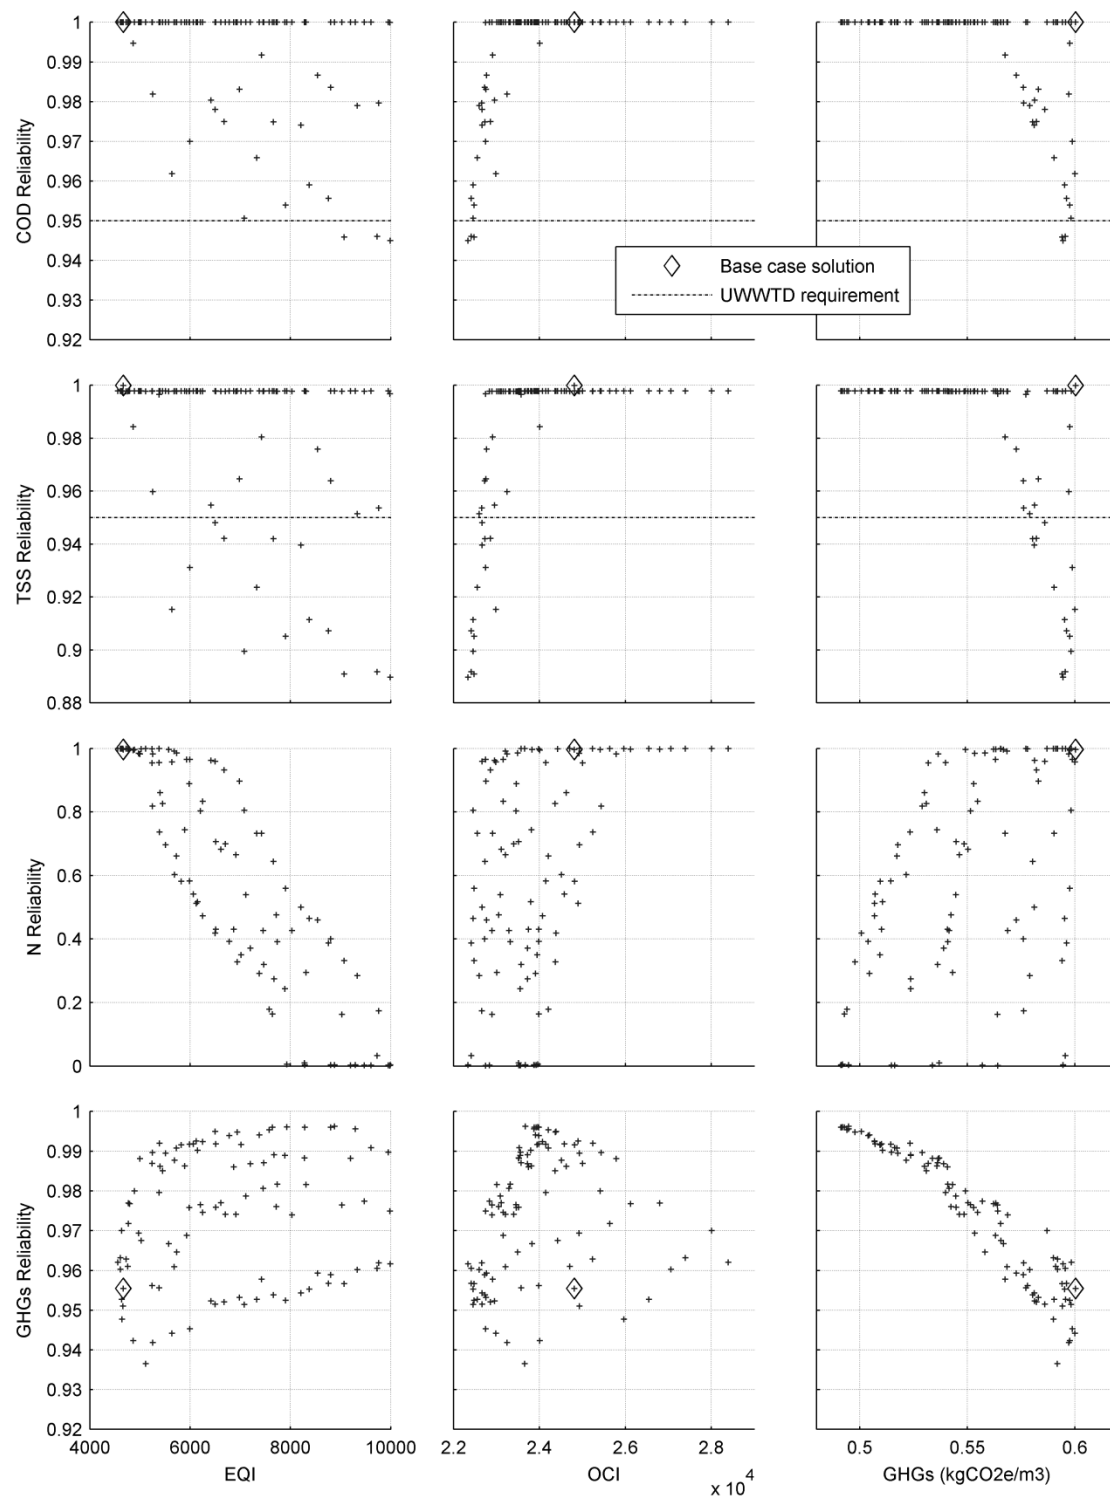 1
0.99
0.98
0.97
0.96
0.95
0.94
0.93
0.92
COD Reliability
Base case solution
UWWTD requirement
1
0.98
0.96
0.94
0.92
0.9
0.88
TSS Reliability
1
0.8
0.6
0.4
0.2
0
N Reliability
1
0.99
0.98
0.97
0.96
0.95
0.94
0.93
0.92
GHGs Reliability
4000 6000 8000 10000
EQI
2.2 2.4 2.6 2.8
OCI
x 10^4
0.5 0.55 0.6
GHGs (kgCO2e/m3)